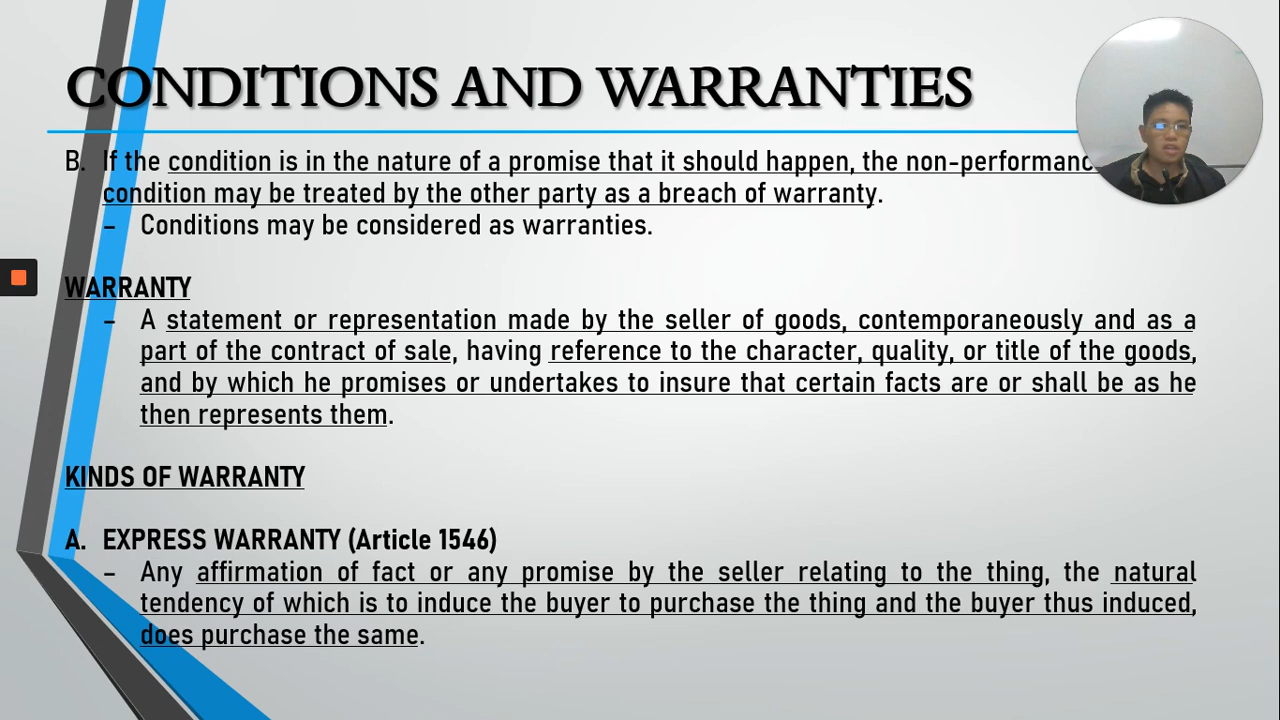 CONDITIONS AND WARRANTIES
B. If the condition is in the nature of a promise that it should happen, the
condition may be treated by the other party as a breach of warranty.
- Conditions may be considered as warranties.
WARRANTY
- A statement or representation made by the seller of goods, contemporaneously and as a
part of the contract of sale, having reference to the character, quality, or title of the goods,
and by which he promises or undertakes to insure that certain facts are or shall be as he
then represents them.
KINDS OF WARRANTY
A. EXPRESS WARRANTY (Article 1546)
- Any affirmation of fact or any promise by the seller relating to the thing, the natural
tendency of which is to induce the buyer to purchase the thing and the buyer thus induced,
does purchase the same.